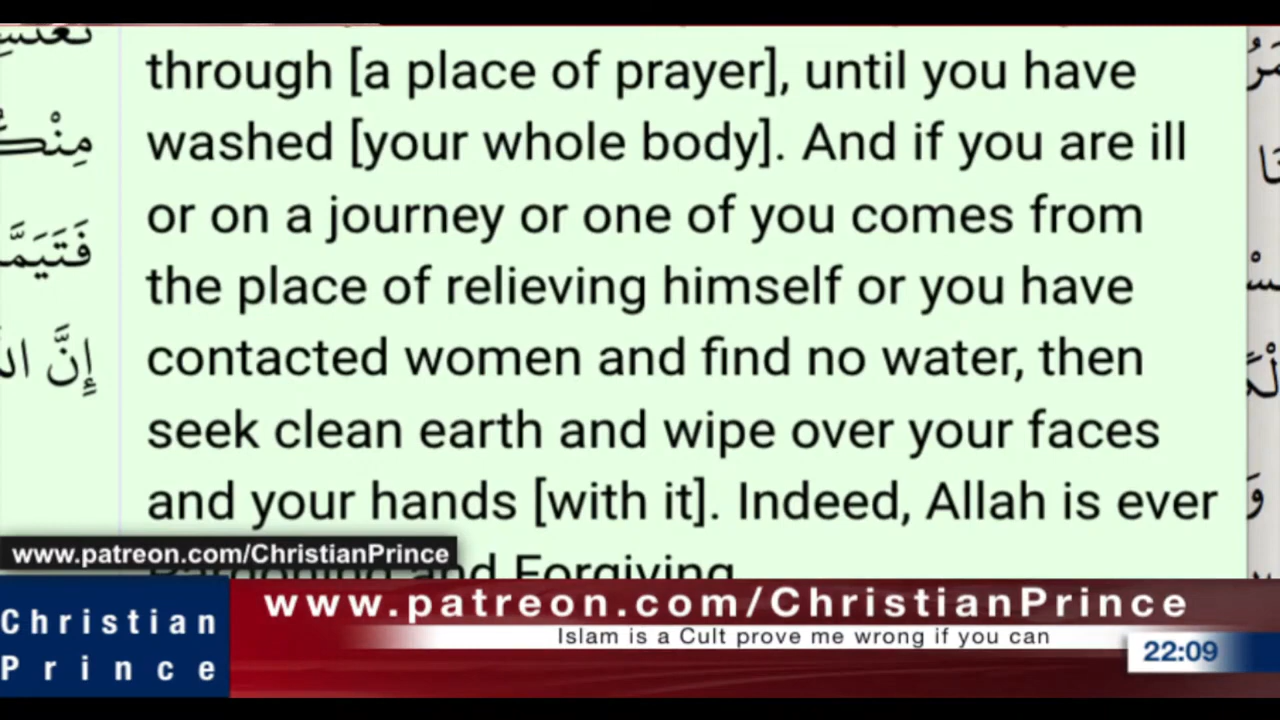 through [a place of prayer], until you have
washed [your whole body]. And if you are ill
or on a journey or one of you comes from
the place of relieving himself or you have
contacted women and find no water, then
seek clean earth and wipe over your faces
and your hands [with it]. Indeed, Allah is ever
Pardoning and Forgiving
إِنَّ
www.patreon.com/ChristianPrince
Christian
Prince
www.patreon.com/ChristianPrince
Islam is a Cult prove me wrong if you can
22:09